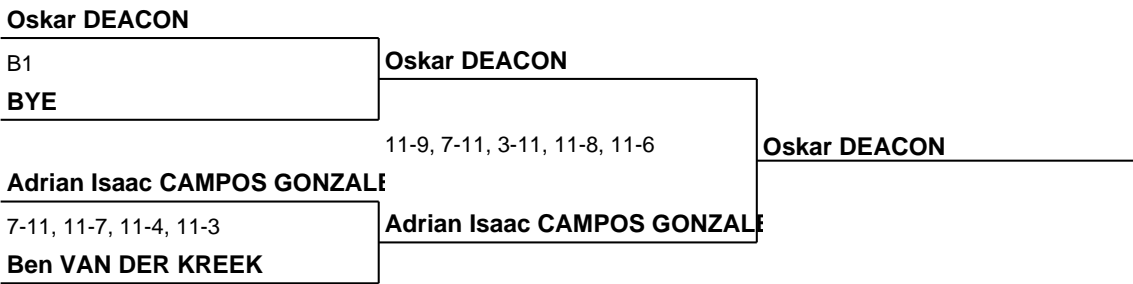 Oskar DEACON
B1
Oskar DEACON
BYE
11-9, 7-11, 3-11, 11-8, 11-6
Oskar DEACON
Adrian Isaac CAMPOS GONZALE
7-11, 11-7, 11-4, 11-3
Adrian Isaac CAMPOS GONZALE
Ben VAN DER KREEK